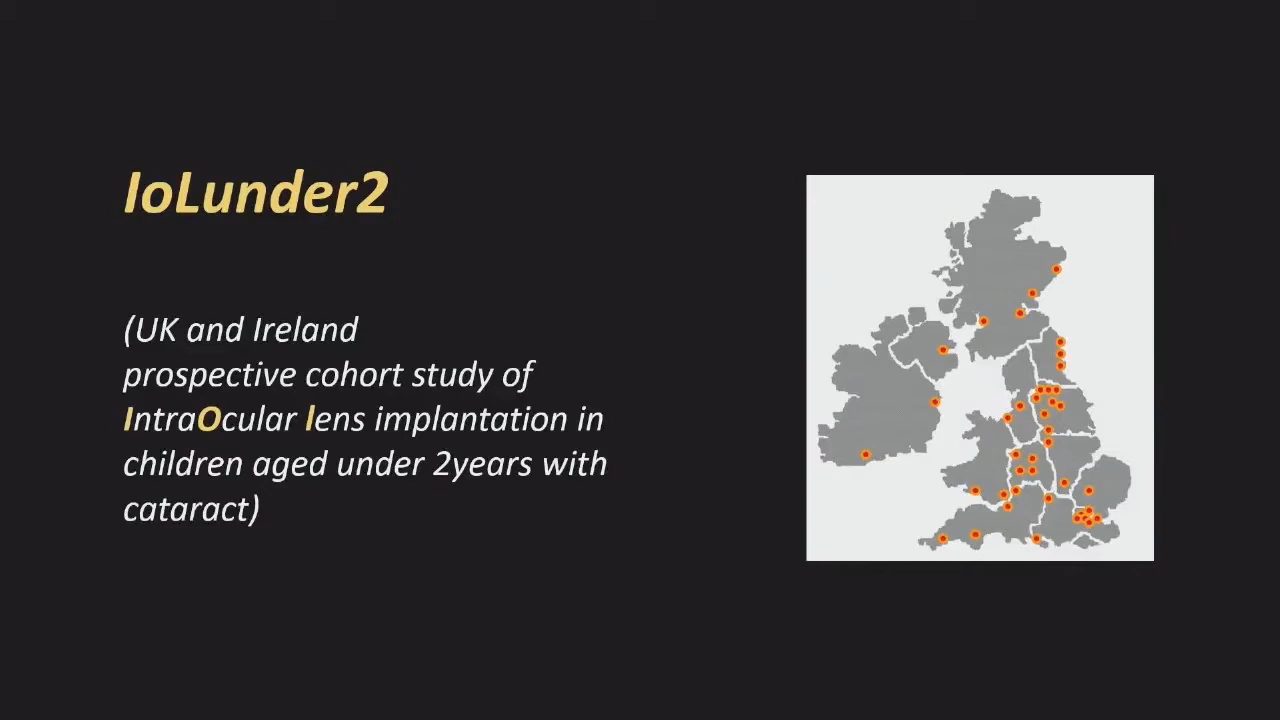 IoLunder2
(UK and Ireland
prospective cohort study of
IntraOcular lens implantation in
children aged under 2years with
cataract)